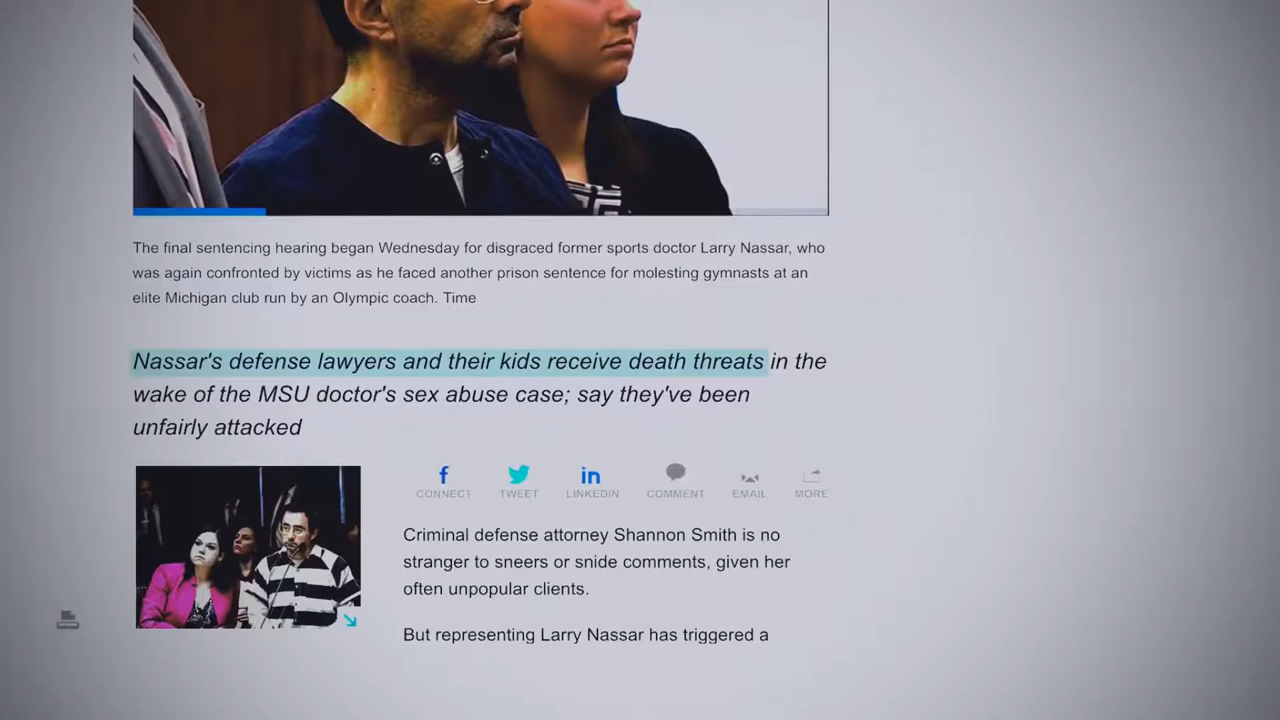 The final sentencing hearing began Wednesday for disgraced former sports doctor Larry Nassar, who
was again confronted by victims as he faced another prison sentence for molesting gymnasts at an
elite Michigan club run by an Olympic coach. Time
Nassar's defense lawyers and their kids receive death threats in the
wake of the MSU doctor's sex abuse case; say they've been
unfairly attacked
f
in
CONNECT
TWEET
LINKEDIN
COMMENT
EMAIL
MORE
Criminal defense attorney Shannon Smith is no
stranger to sneers or snide comments, given her
often unpopular clients.
But representing Larry Nassar has triggered a